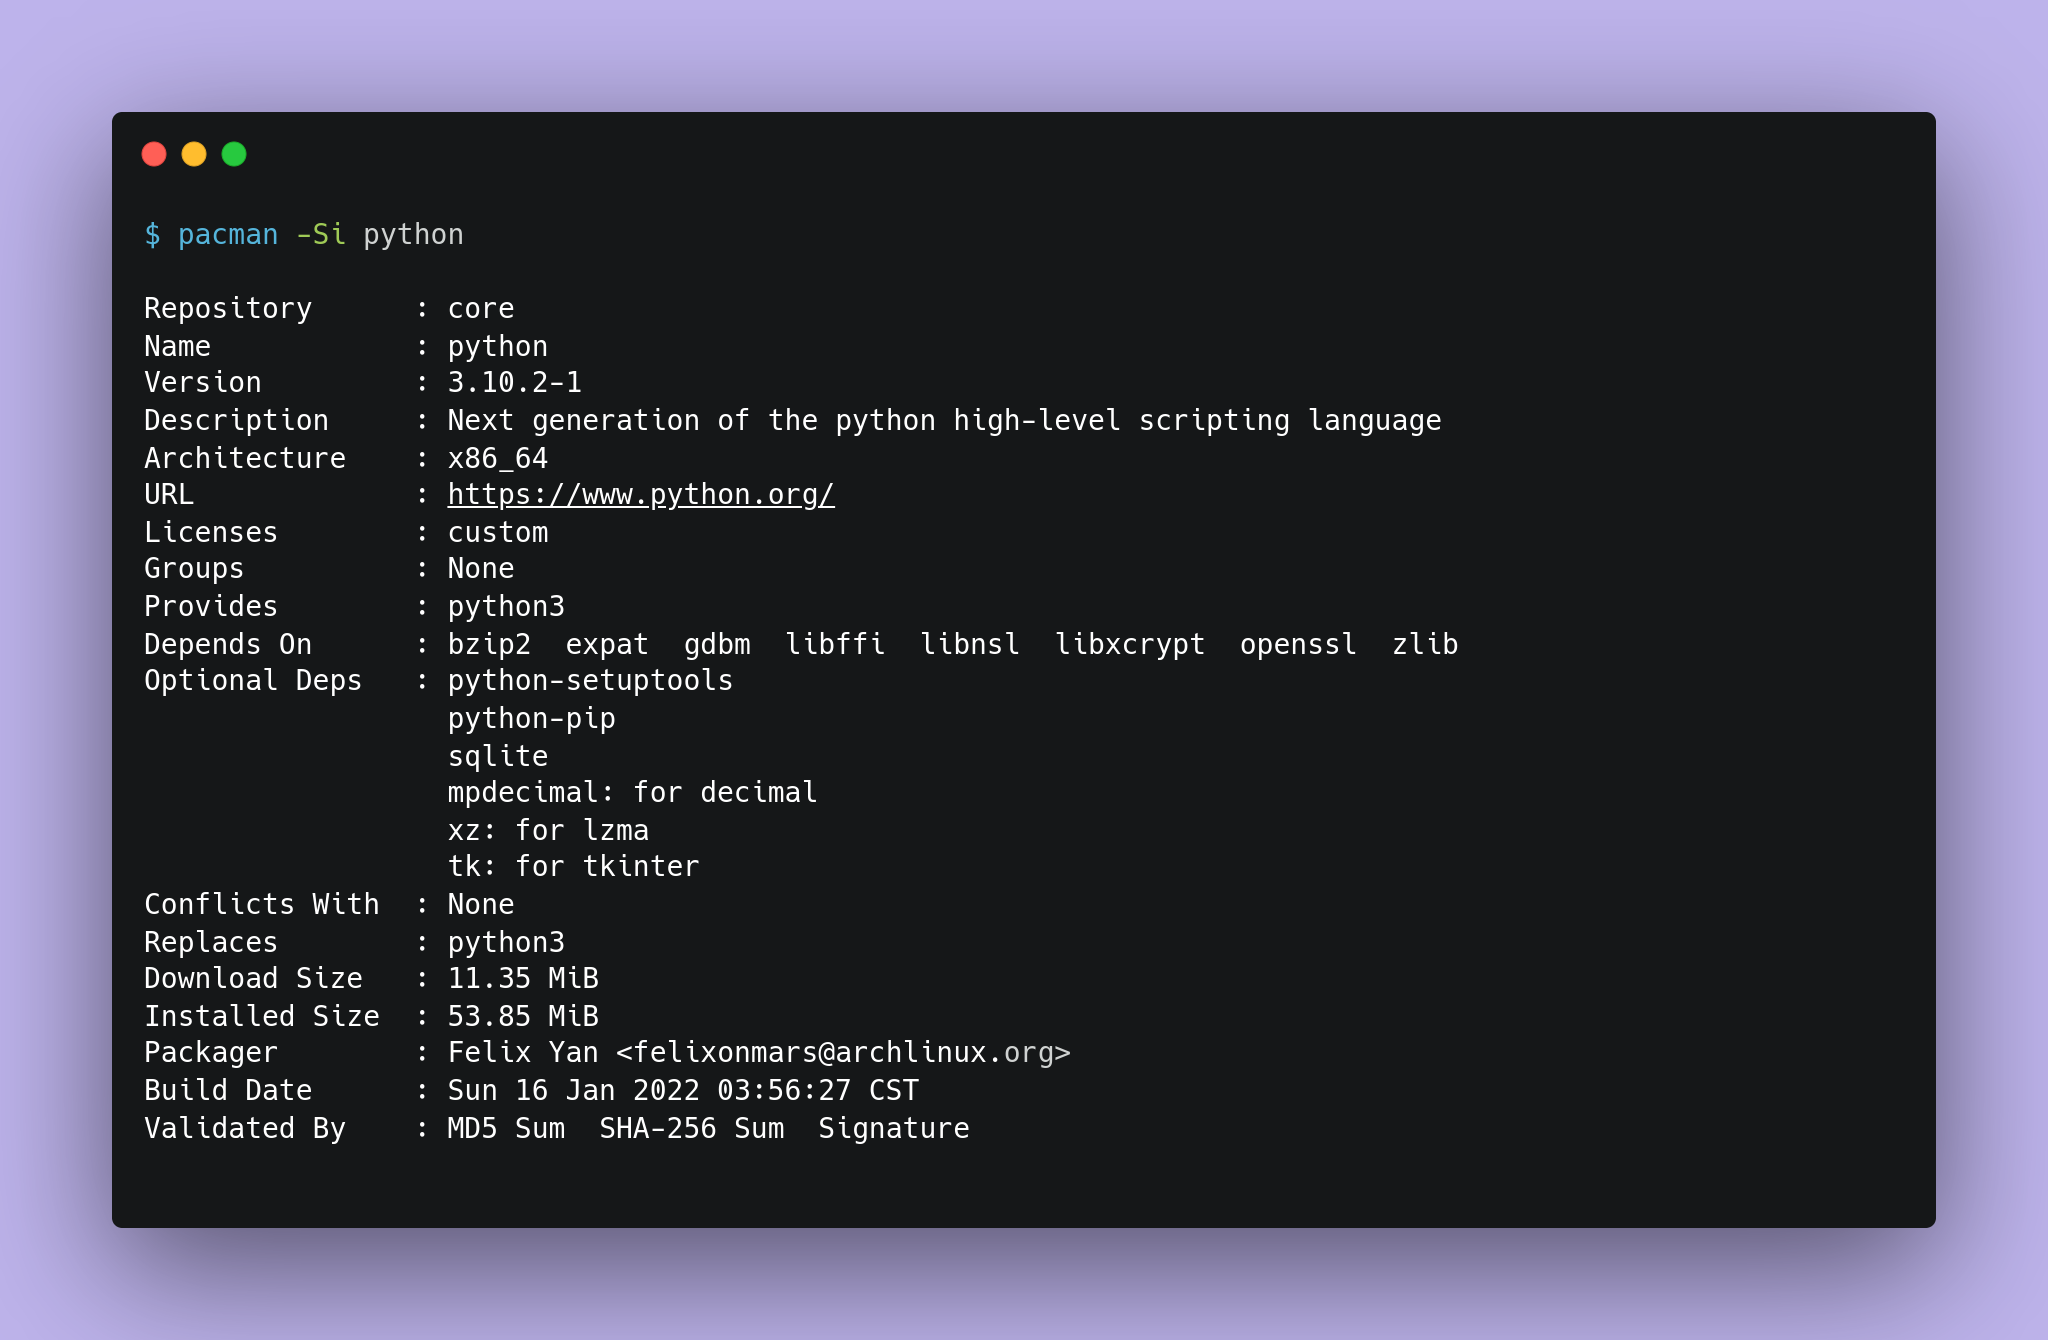 $ pacman -Si python
Repository      : core
Name            : python
Version         : 3.10.2-1
Description     : Next generation of the python high-level scripting language
Architecture    : x86_64
URL             : https://www.python.org/
Licenses        : custom
Groups          : None
Provides        : python3
Depends On      : bzip2  expat  gdbm  libffi  libnsl  libxcrypt  openssl  zlib
Optional Deps   : python-setuptools
                  python-pip
                  sqlite
                  mpdecimal: for decimal
                  xz: for lzma
                  tk: for tkinter
Conflicts With  : None
Replaces        : python3
Download Size   : 11.35 MiB
Installed Size  : 53.85 MiB
Packager        : Felix Yan <felixonmars@archlinux.org>
Build Date      : Sun 16 Jan 2022 03:56:27 CST
Validated By    : MD5 Sum  SHA-256 Sum  Signature